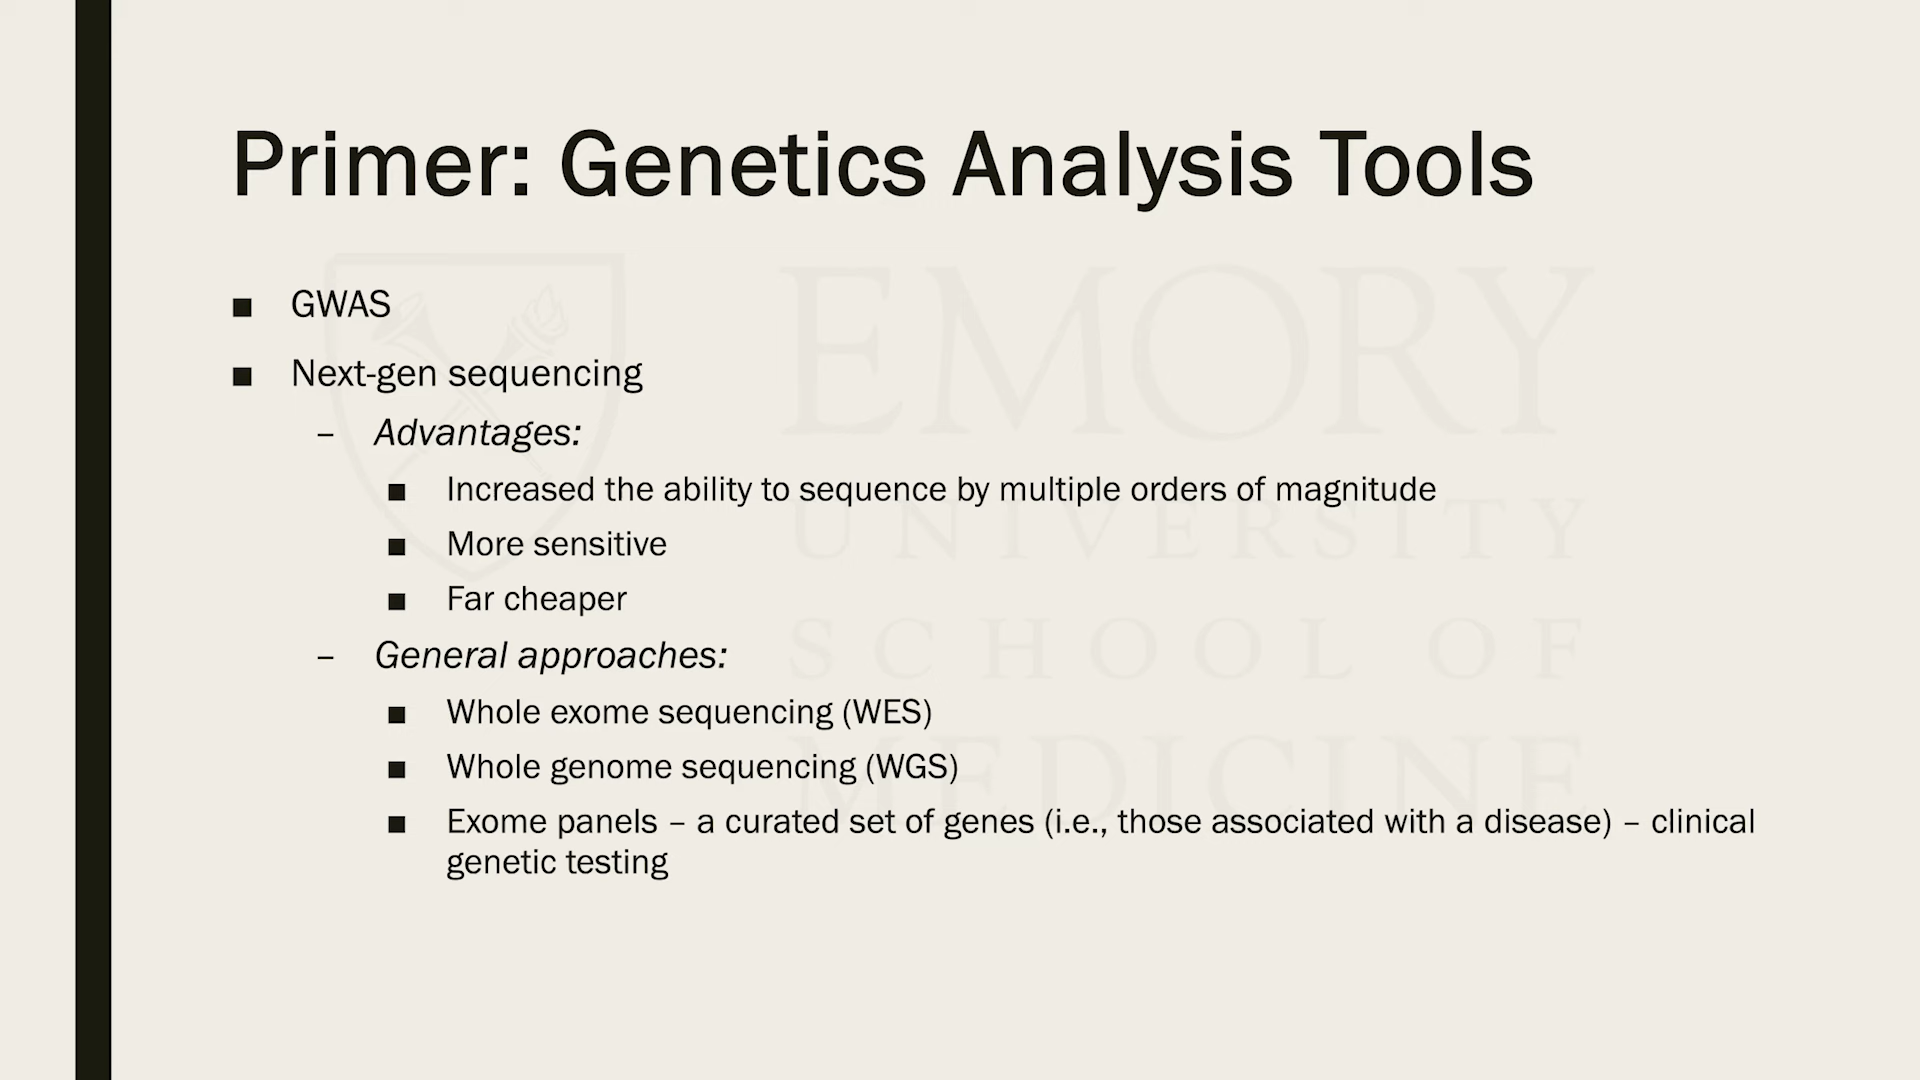 Primer: Genetics Analysis Tools
■ GWAS
■ Next-gen sequencing
– Advantages:
■ Increased the ability to sequence by multiple orders of magnitude
■ More sensitive
■ Far cheaper
– General approaches:
■ Whole exome sequencing (WES)
■ Whole genome sequencing (WGS)
■ Exome panels – a curated set of genes (i.e., those associated with a disease) – clinical
genetic testing
EMORY
UNIVERSITY
SCHOOL OF
MEDICINE